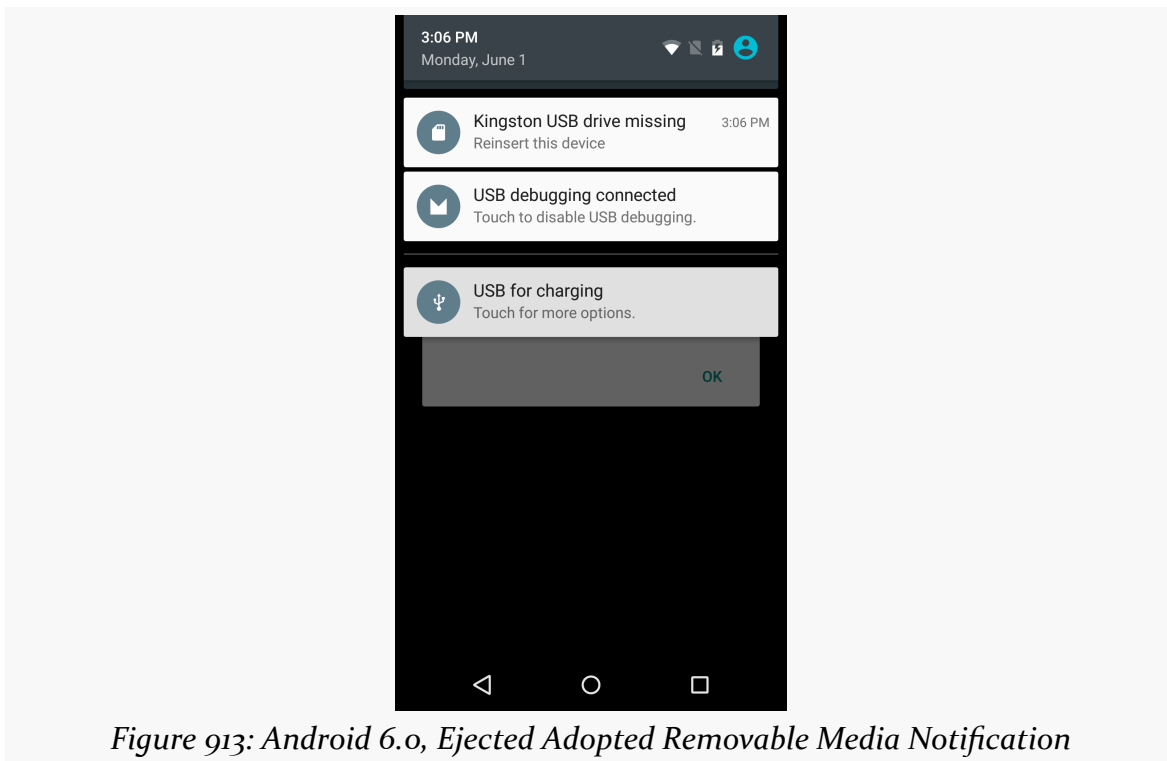 3:06 PM
Monday, June 1
Kingston USB drive missing 3:06 PM
Reinsert this device
USB debugging connected
Touch to disable USB debugging.
USB for charging
Touch for more options.
OK
Figure 913: Android 6.0, Ejected Adopted Removable Media Notification